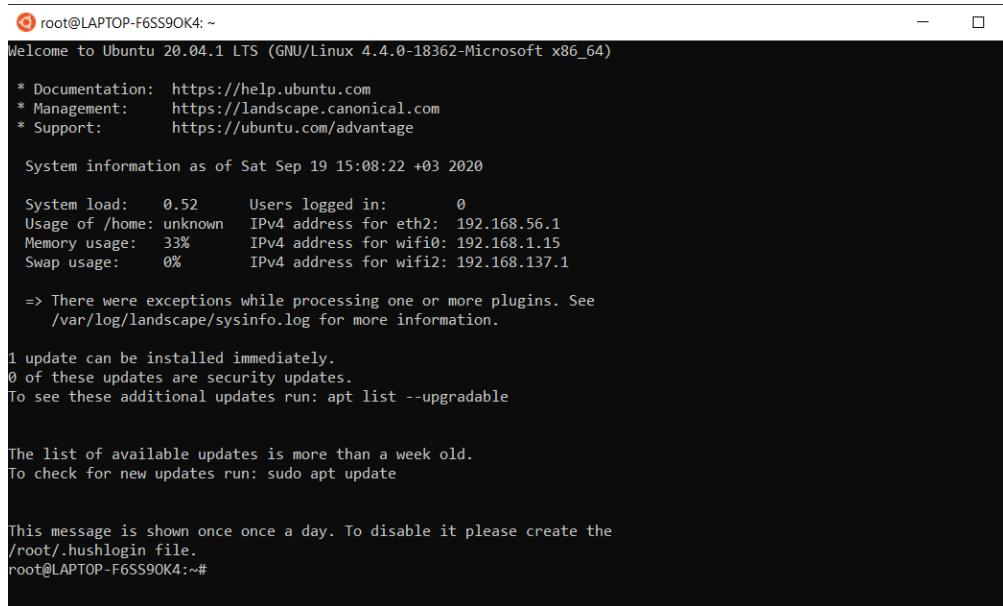 root@LAPTOP-F6SS9OK4: ~
Welcome to Ubuntu 20.04.1 LTS (GNU/Linux 4.4.0-18362-Microsoft x86_64)
* Documentation:  https://help.ubuntu.com
* Management:     https://landscape.canonical.com
* Support:        https://ubuntu.com/advantage
System information as of Sat Sep 19 15:08:22 +03 2020
System load:    0.52      Users logged in:        0
Usage of /home: unknown   IPv4 address for eth2:  192.168.56.1
Memory usage:   33%       IPv4 address for wifi0: 192.168.1.15
Swap usage:     0%        IPv4 address for wifi2: 192.168.137.1
=> There were exceptions while processing one or more plugins. See
/var/log/landscape/sysinfo.log for more information.
1 update can be installed immediately.
0 of these updates are security updates.
To see these additional updates run: apt list --upgradable
The list of available updates is more than a week old.
To check for new updates run: sudo apt update
This message is shown once once a day. To disable it please create the
/root/.hushlogin file.
root@LAPTOP-F6SS9OK4:~#